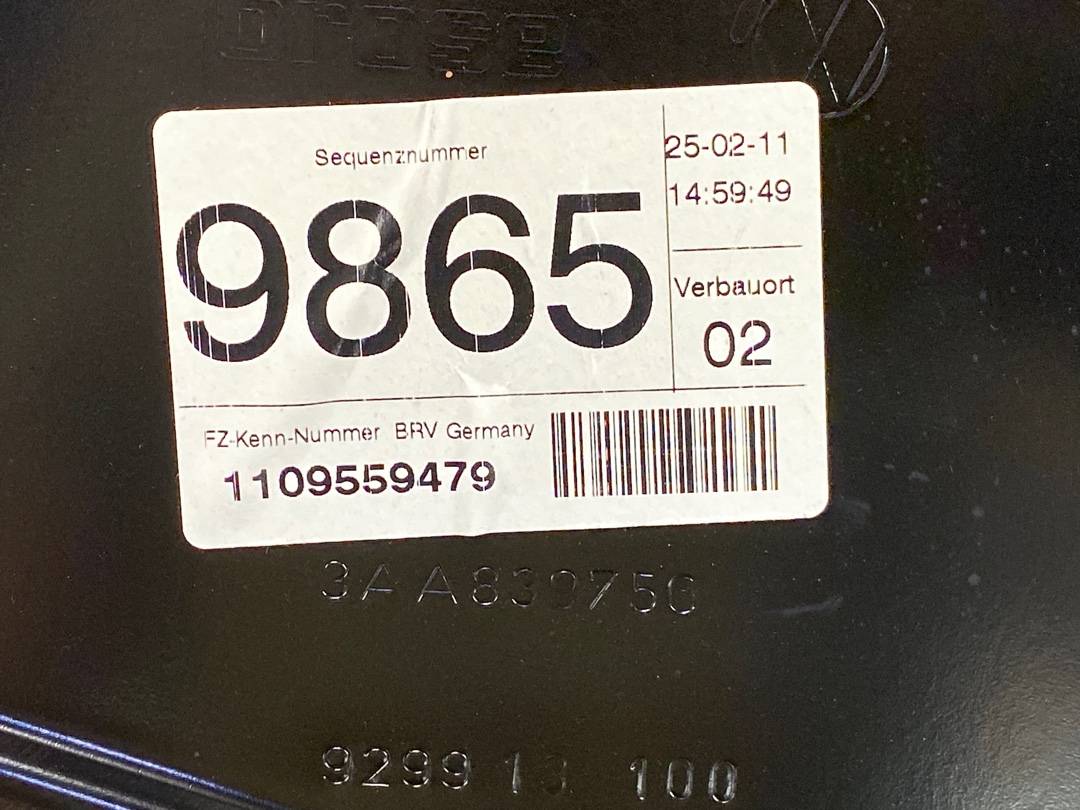 brose
Sequenznummer
9865
25-02-11
14:59:49
Verbauort
02
FZ-Kenn-Nummer BRV Germany
1109559479
9299 13 100